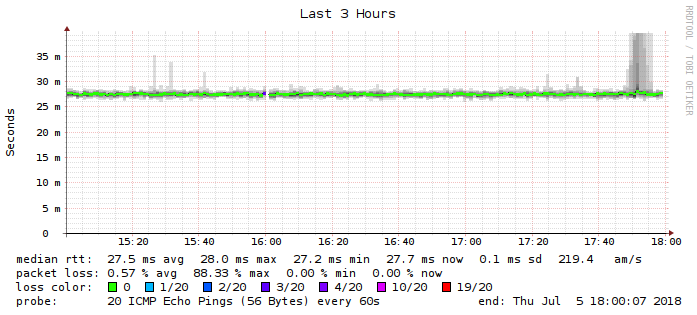 Last 3 Hours
RRDTOOL / TOBI OETIKER
Seconds
35 m
30 m
25 m
20 m
15 m
10 m
5 m
0
15:20 15:40 16:00 16:20 16:40 17:00 17:20 17:40 18:00
median rtt: 27.5 ms avg 28.0 ms max 27.2 ms min 27.7 ms now 0.1 ms sd 219.4 am/s
packet loss: 0.57 % avg 88.33 % max 0.00 % min 0.00 % now
loss color: 0 1/20 2/20 3/20 4/20 10/20 19/20
probe: 20 ICMP Echo Pings (56 Bytes) every 60s end: Thu Jul 5 18:00:07 2018